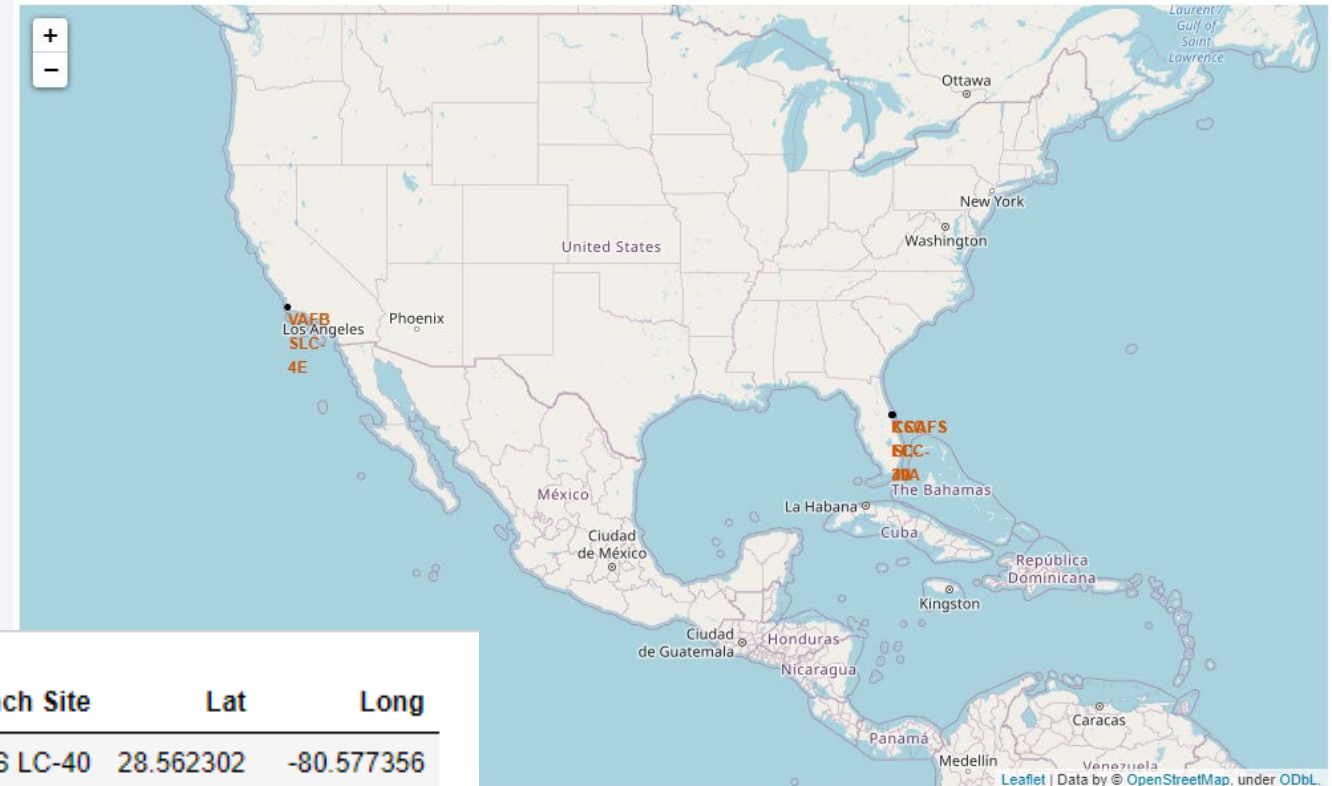 +
−
Laurent /
Gulf of
Saint
Lawrence
Ottawa
New York
Washington
United States
VAFB
SLC-
4E
Los Angeles
Phoenix
México
La Habana
The Bahamas
Cuba
Ciudad
de México
República
Dominicana
Kingston
Ciudad
de Guatemala
Honduras
Nicaragua
Caracas
Panamá
Medellín
Venezuela
Leaflet | Data by © OpenStreetMap, under ODbL.
ch Site Lat Long
S LC-40 28.562302 -80.577356